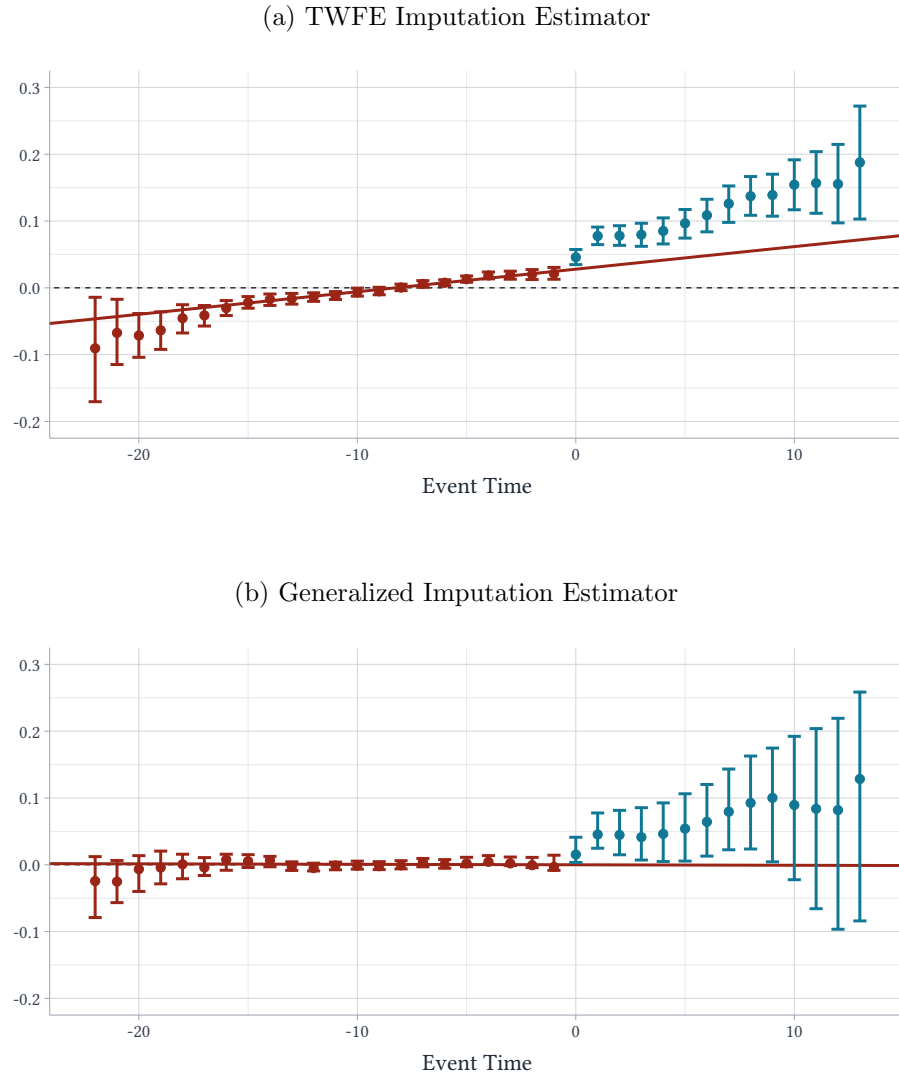 (a) TWFE Imputation Estimator
0.3
0.2
0.1
0.0
-0.1
-0.2
-20 -10 0 10
Event Time
(b) Generalized Imputation Estimator
0.3
0.2
0.1
0.0
-0.1
-0.2
-20 -10 0 10
Event Time